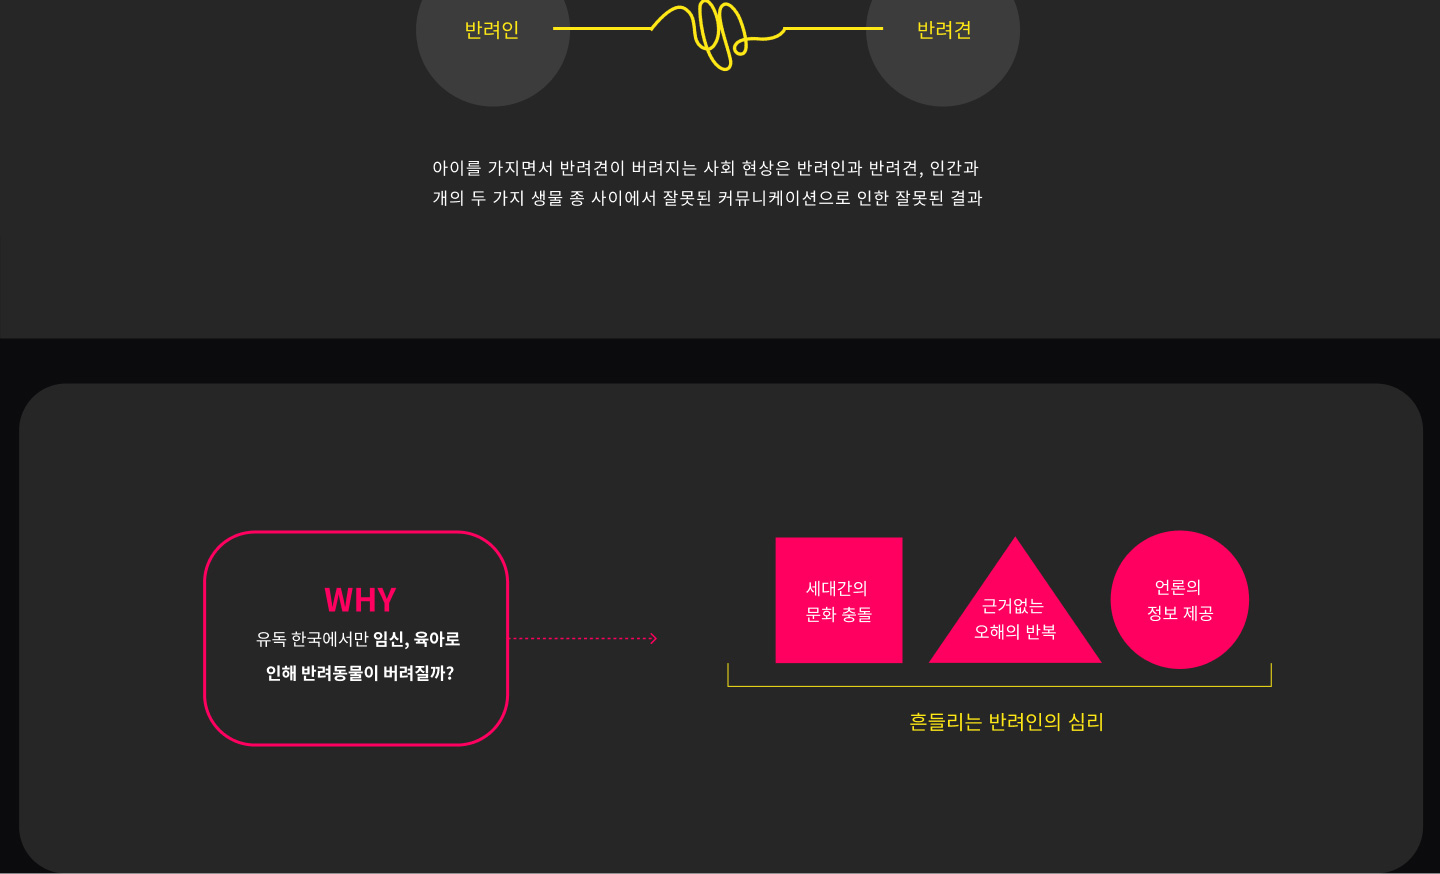 반려인
반려견
아이를 가지면서 반려견이 버려지는 사회 현상은 반려인과 반려견, 인간과
개의 두 가지 생물 종 사이에서 잘못된 커뮤니케이션으로 인한 잘못된 결과
WHY
유독 한국에서만 임신, 육아로
인해 반려동물이 버려질까?
세대간의
문화 충돌
근거없는
오해의 반복
언론의
정보 제공
흔들리는 반려인의 심리